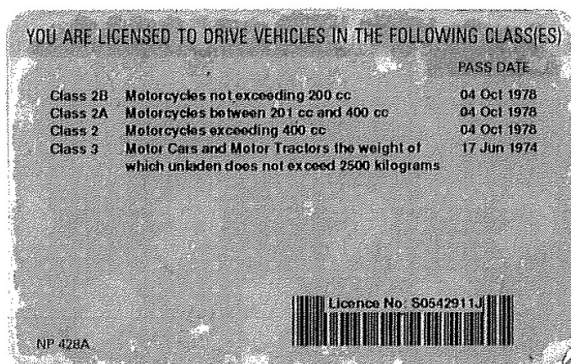 YOU ARE LICENSED TO DRIVE VEHICLES IN THE FOLLOWING CLASS(ES)
PASS DATE
Class 2B Motorcycles not exceeding 200 cc 04 Oct 1978
Class 2A Motorcycles between 201 cc and 400 cc 04 Oct 1978
Class 2 Motorcycles exceeding 400 cc 04 Oct 1978
Class 3 Motor Cars and Motor Tractors the weight of 17 Jun 1974
which unladen does not exceed 2500 kilograms
Licence No: S0542911J
NP 428A